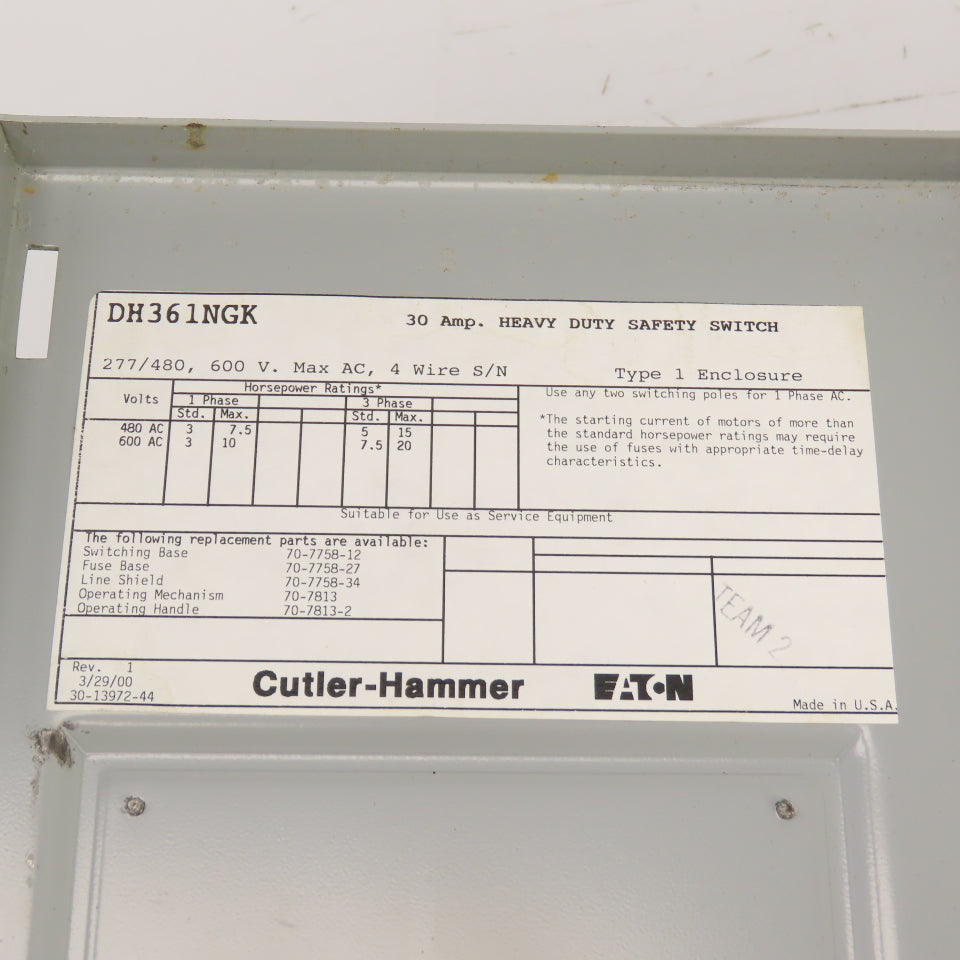 DH361NGK 30 Amp. HEAVY DUTY SAFETY SWITCH
277/480, 600 V. Max AC, 4 Wire S/N Type 1 Enclosure
Horsepower Ratings*
Volts 1 Phase 3 Phase
Std. Max. Std. Max.
480 AC 3 7.5 5 15
600 AC 3 10 7.5 20
Use any two switching poles for 1 Phase AC.
*The starting current of motors of more than
the standard horsepower ratings may require
the use of fuses with appropriate time-delay
characteristics.
Suitable for Use as Service Equipment
The following replacement parts are available:
Switching Base 70-7758-12
Fuse Base 70-7758-27
Line Shield 70-7758-34
Operating Mechanism 70-7813
Operating Handle 70-7813-2
TEAM 2
Rev. 1
3/29/00
30-13972-44
Cutler-Hammer EATON
Made in U.S.A.